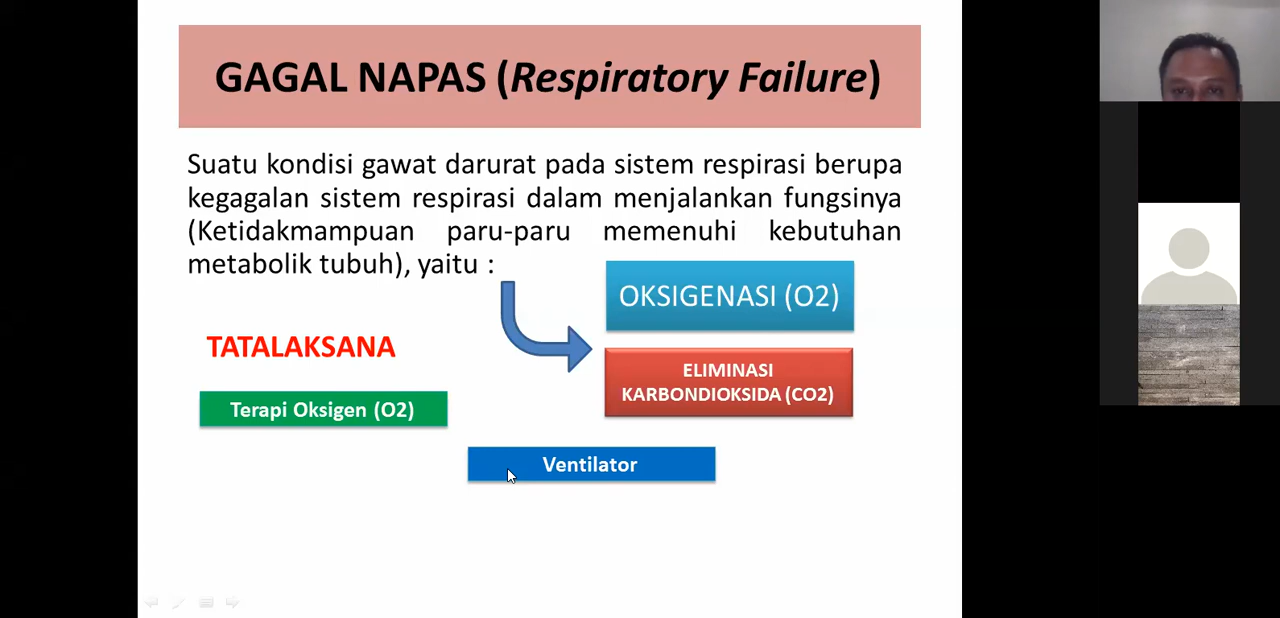 GAGAL NAPAS (Respiratory Failure)
Suatu kondisi gawat darurat pada sistem respirasi berupa
kegagalan sistem respirasi dalam menjalankan fungsinya
(Ketidakmampuan paru-paru memenuhi kebutuhan
metabolik tubuh), yaitu :
OKSIGENASI (O2)
ELIMINASI
KARBONDIOKSIDA (CO2)
TATALAKSANA
Terapi Oksigen (O2)
Ventilator